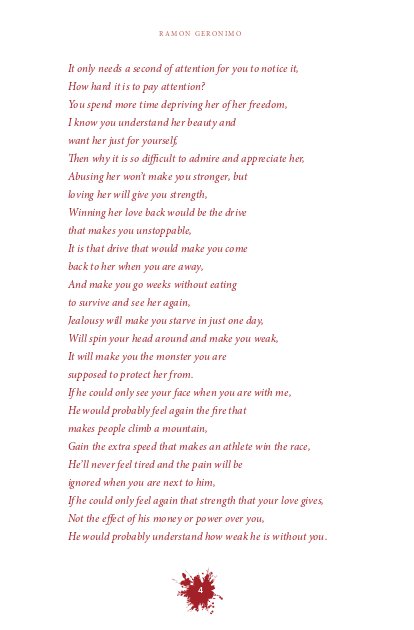 RAMON GERONIMO
It only needs a second of attention for you to notice it,
How hard it is to pay attention?
You spend more time depriving her of her freedom,
I know you understand her beauty and
want her just for yourself,
Then why it is so difficult to admire and appreciate her,
Abusing her won't make you stronger, but
loving her will give you strength,
Winning her love back would be the drive
that makes you unstoppable,
It is that drive that would make you come
back to her when you are away,
And make you go weeks without eating
to survive and see her again,
Jealousy will make you starve in just one day,
Will spin your head around and make you weak,
It will make you the monster you are
supposed to protect her from.
If he could only see your face when you are with me,
He would probably feel again the fire that
makes people climb a mountain,
Gain the extra speed that makes an athlete win the race,
He'll never feel tired and the pain will be
ignored when you are next to him,
If he could only feel again that strength that your love gives,
Not the effect of his money or power over you,
He would probably understand how weak he is without you.
4